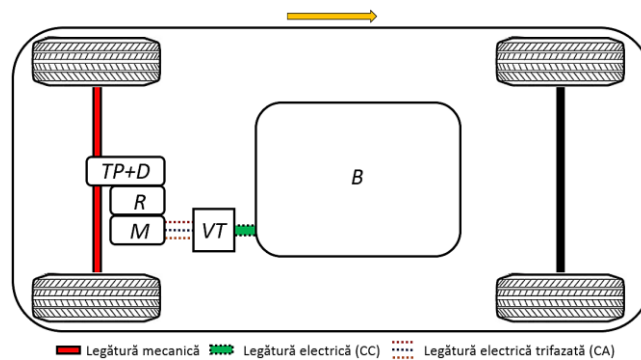 TP+D
R
M
VT
B
Legătură mecanică
Legătură electrică (CC)
Legătură electrică trifazată (CA)